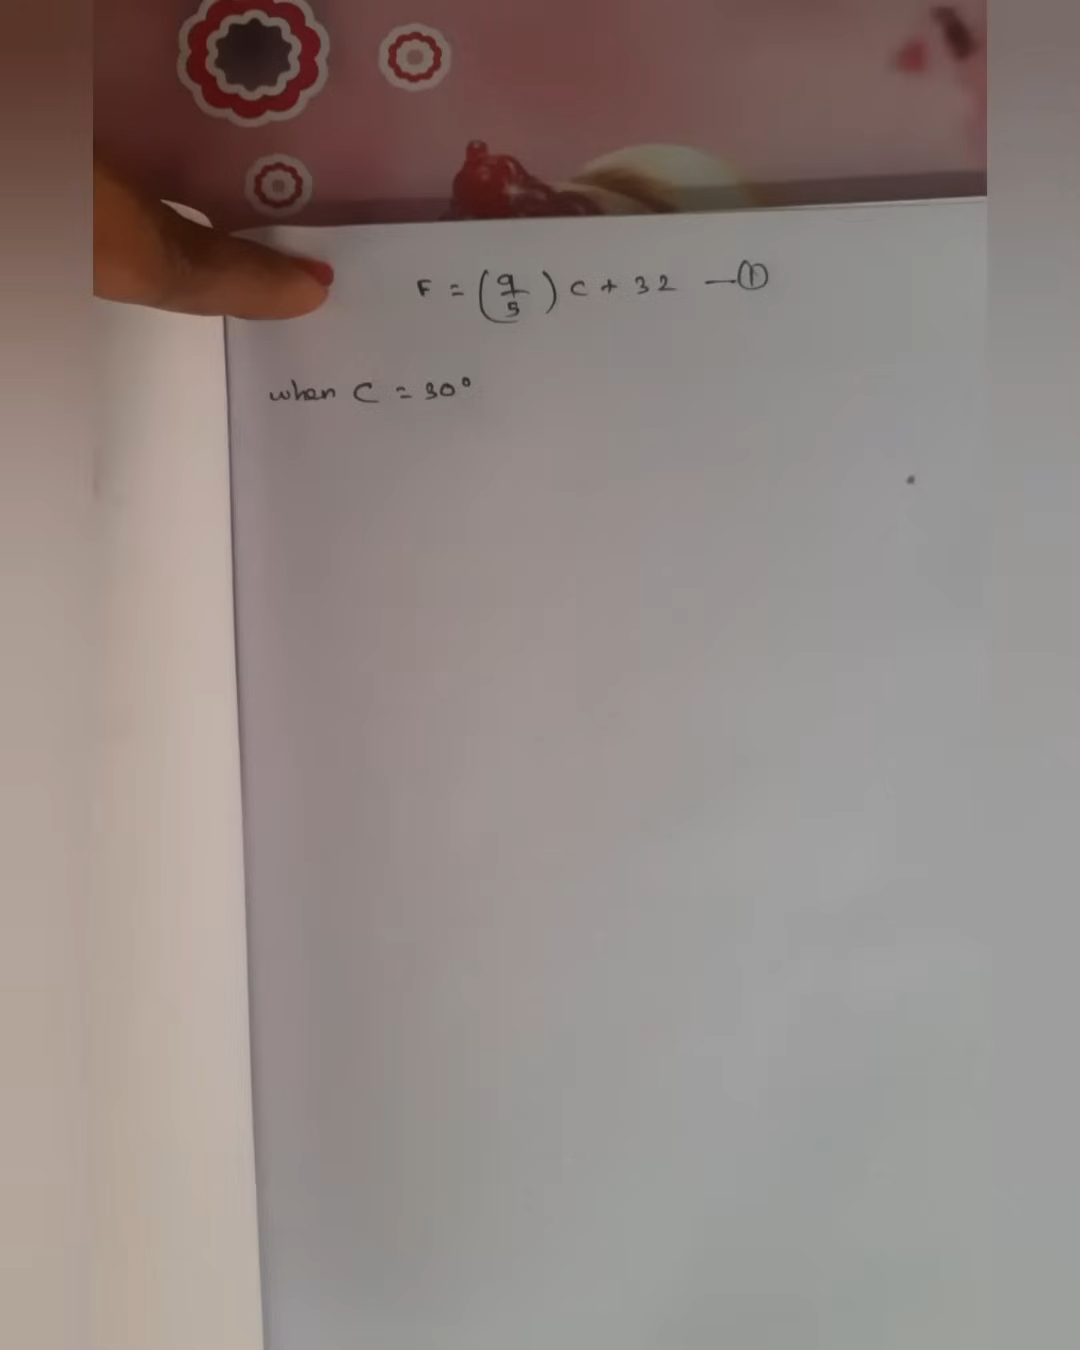 F = (9/5) C + 32 —①
when C = 30°